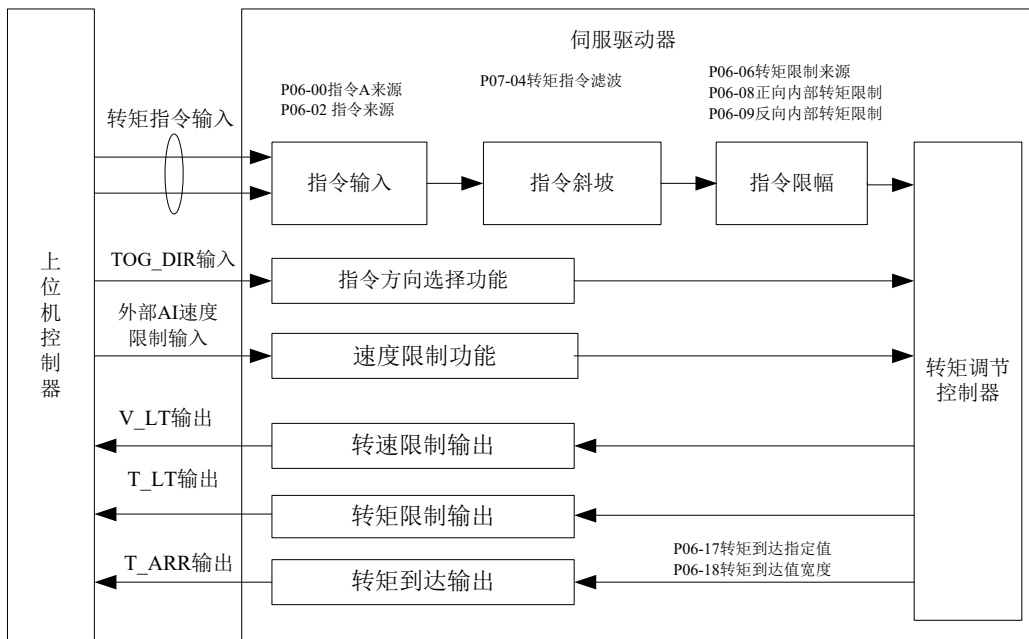 伺服驱动器
P06-00指令A来源
P06-02 指令来源
P07-04转矩指令滤波
P06-06转矩限制来源
P06-08正向内部转矩限制
P06-09反向内部转矩限制
转矩指令输入
指令输入
指令斜坡
指令限幅
上位机控制器
TOG_DIR输入
指令方向选择功能
外部AI速度
限制输入
速度限制功能
转矩调节
控制器
V_LT输出
转速限制输出
T_LT输出
转矩限制输出
T_ARR输出
转矩到达输出
P06-17转矩到达指定值
P06-18转矩到达值宽度